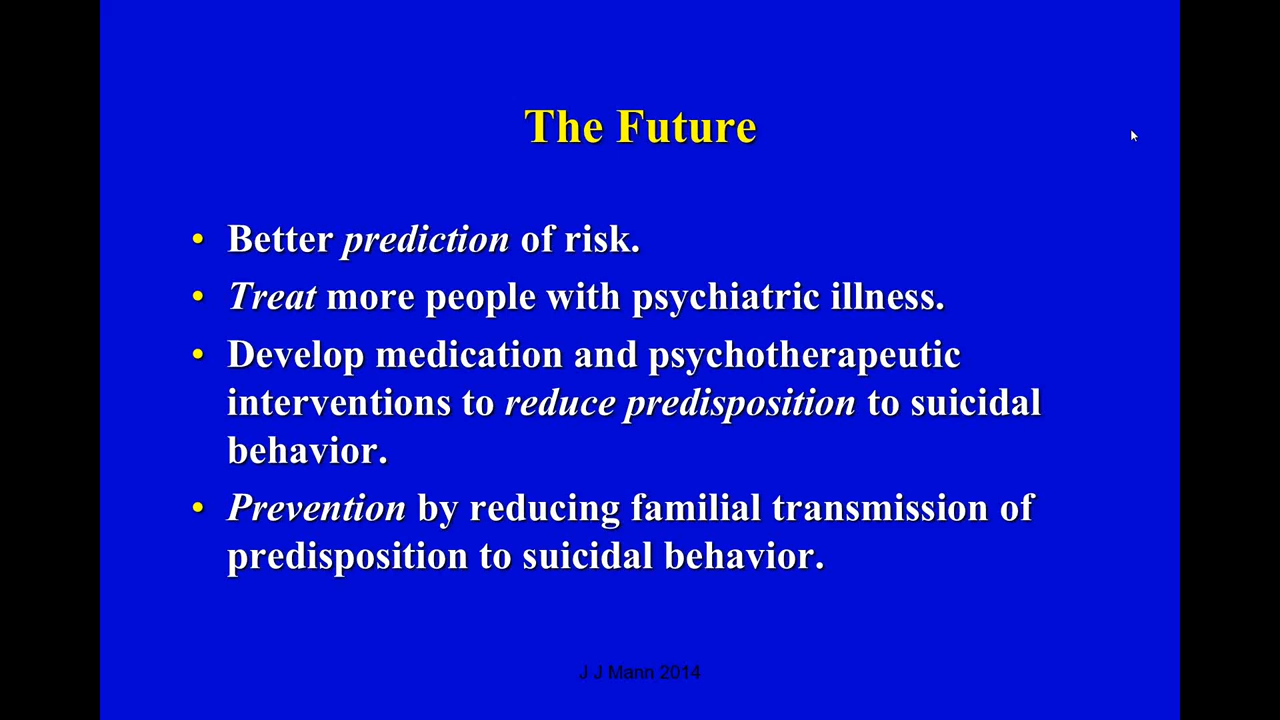 The Future
• Better prediction of risk.
• Treat more people with psychiatric illness.
• Develop medication and psychotherapeutic
interventions to reduce predisposition to suicidal
behavior.
• Prevention by reducing familial transmission of
predisposition to suicidal behavior.
J J Mann 2014